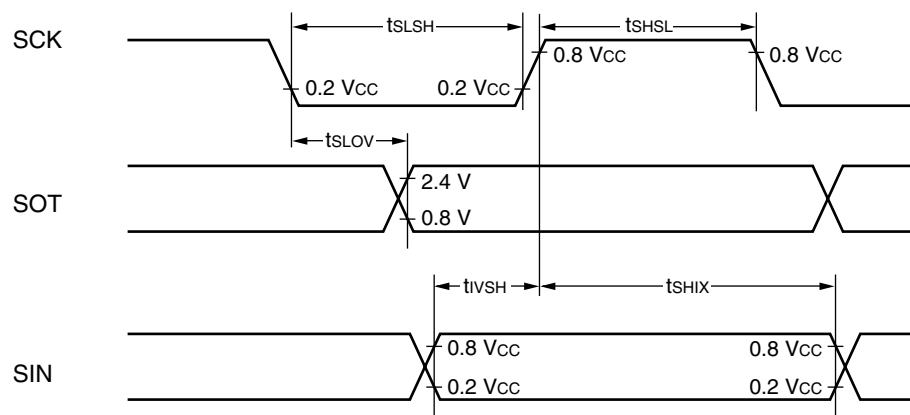 tSLSH tSHSL
SCK
0.8 VCC 0.8 VCC
0.2 VCC 0.2 VCC
tSLOV
SOT
2.4 V
0.8 V
tIVSH tSHIX
SIN
0.8 VCC 0.8 VCC
0.2 VCC 0.2 VCC